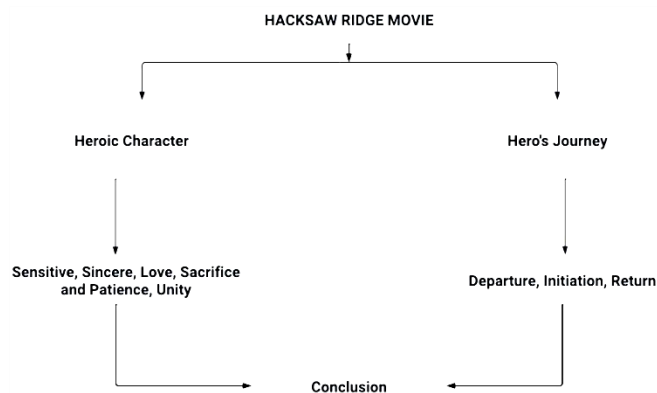 HACKSAW RIDGE MOVIE
Heroic Character
Hero's Journey
Sensitive, Sincere, Love, Sacrifice
and Patience, Unity
Departure, Initiation, Return
Conclusion